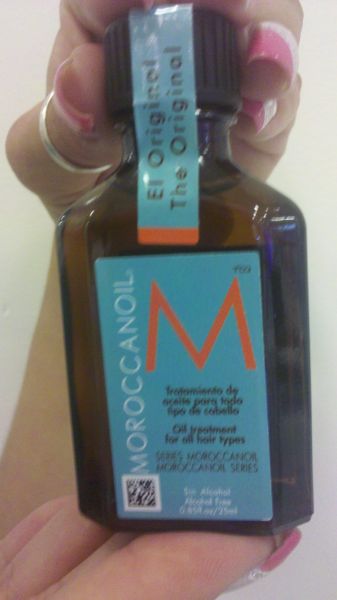 El Original
The Original
MOROCCANOIL®
M
Tratamiento de
aceite para todo
tipo de cabello
Oil treatment
for all hair types
SERIES MOROCCANOIL
MOROCCANOIL SERIES
Sin Alcohol
Alcohol Free
0.85fl.oz/25ml